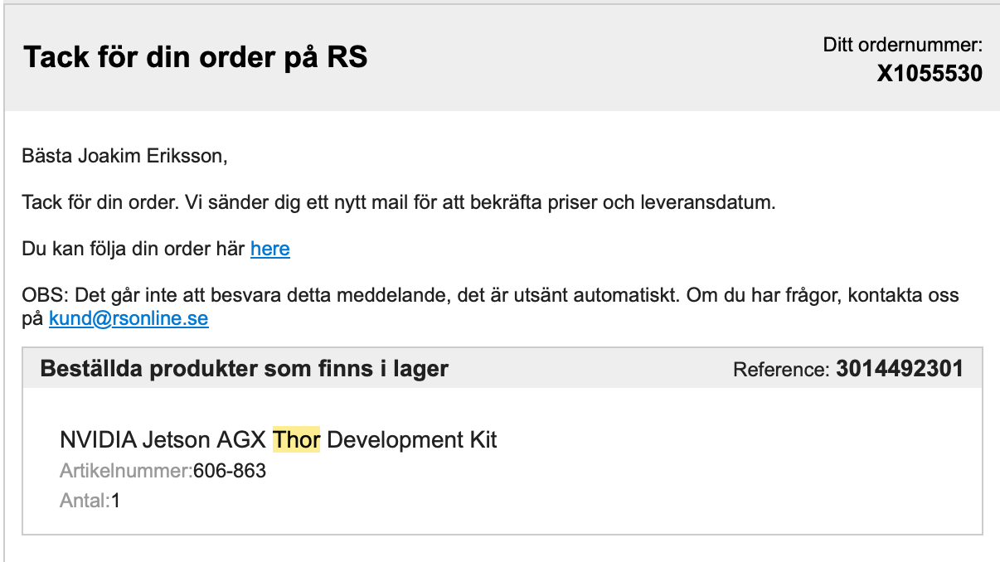 Tack för din order på RS
Ditt ordernummer:
X1055530
Bästa Joakim Eriksson,
Tack för din order. Vi sänder dig ett nytt mail för att bekräfta priser och leveransdatum.
Du kan följa din order här here
OBS: Det går inte att besvara detta meddelande, det är utsänt automatiskt. Om du har frågor, kontakta oss
på kund@rsonline.se
Beställda produkter som finns i lager
Reference: 3014492301
NVIDIA Jetson AGX Thor Development Kit
Artikelnummer:606-863
Antal:1